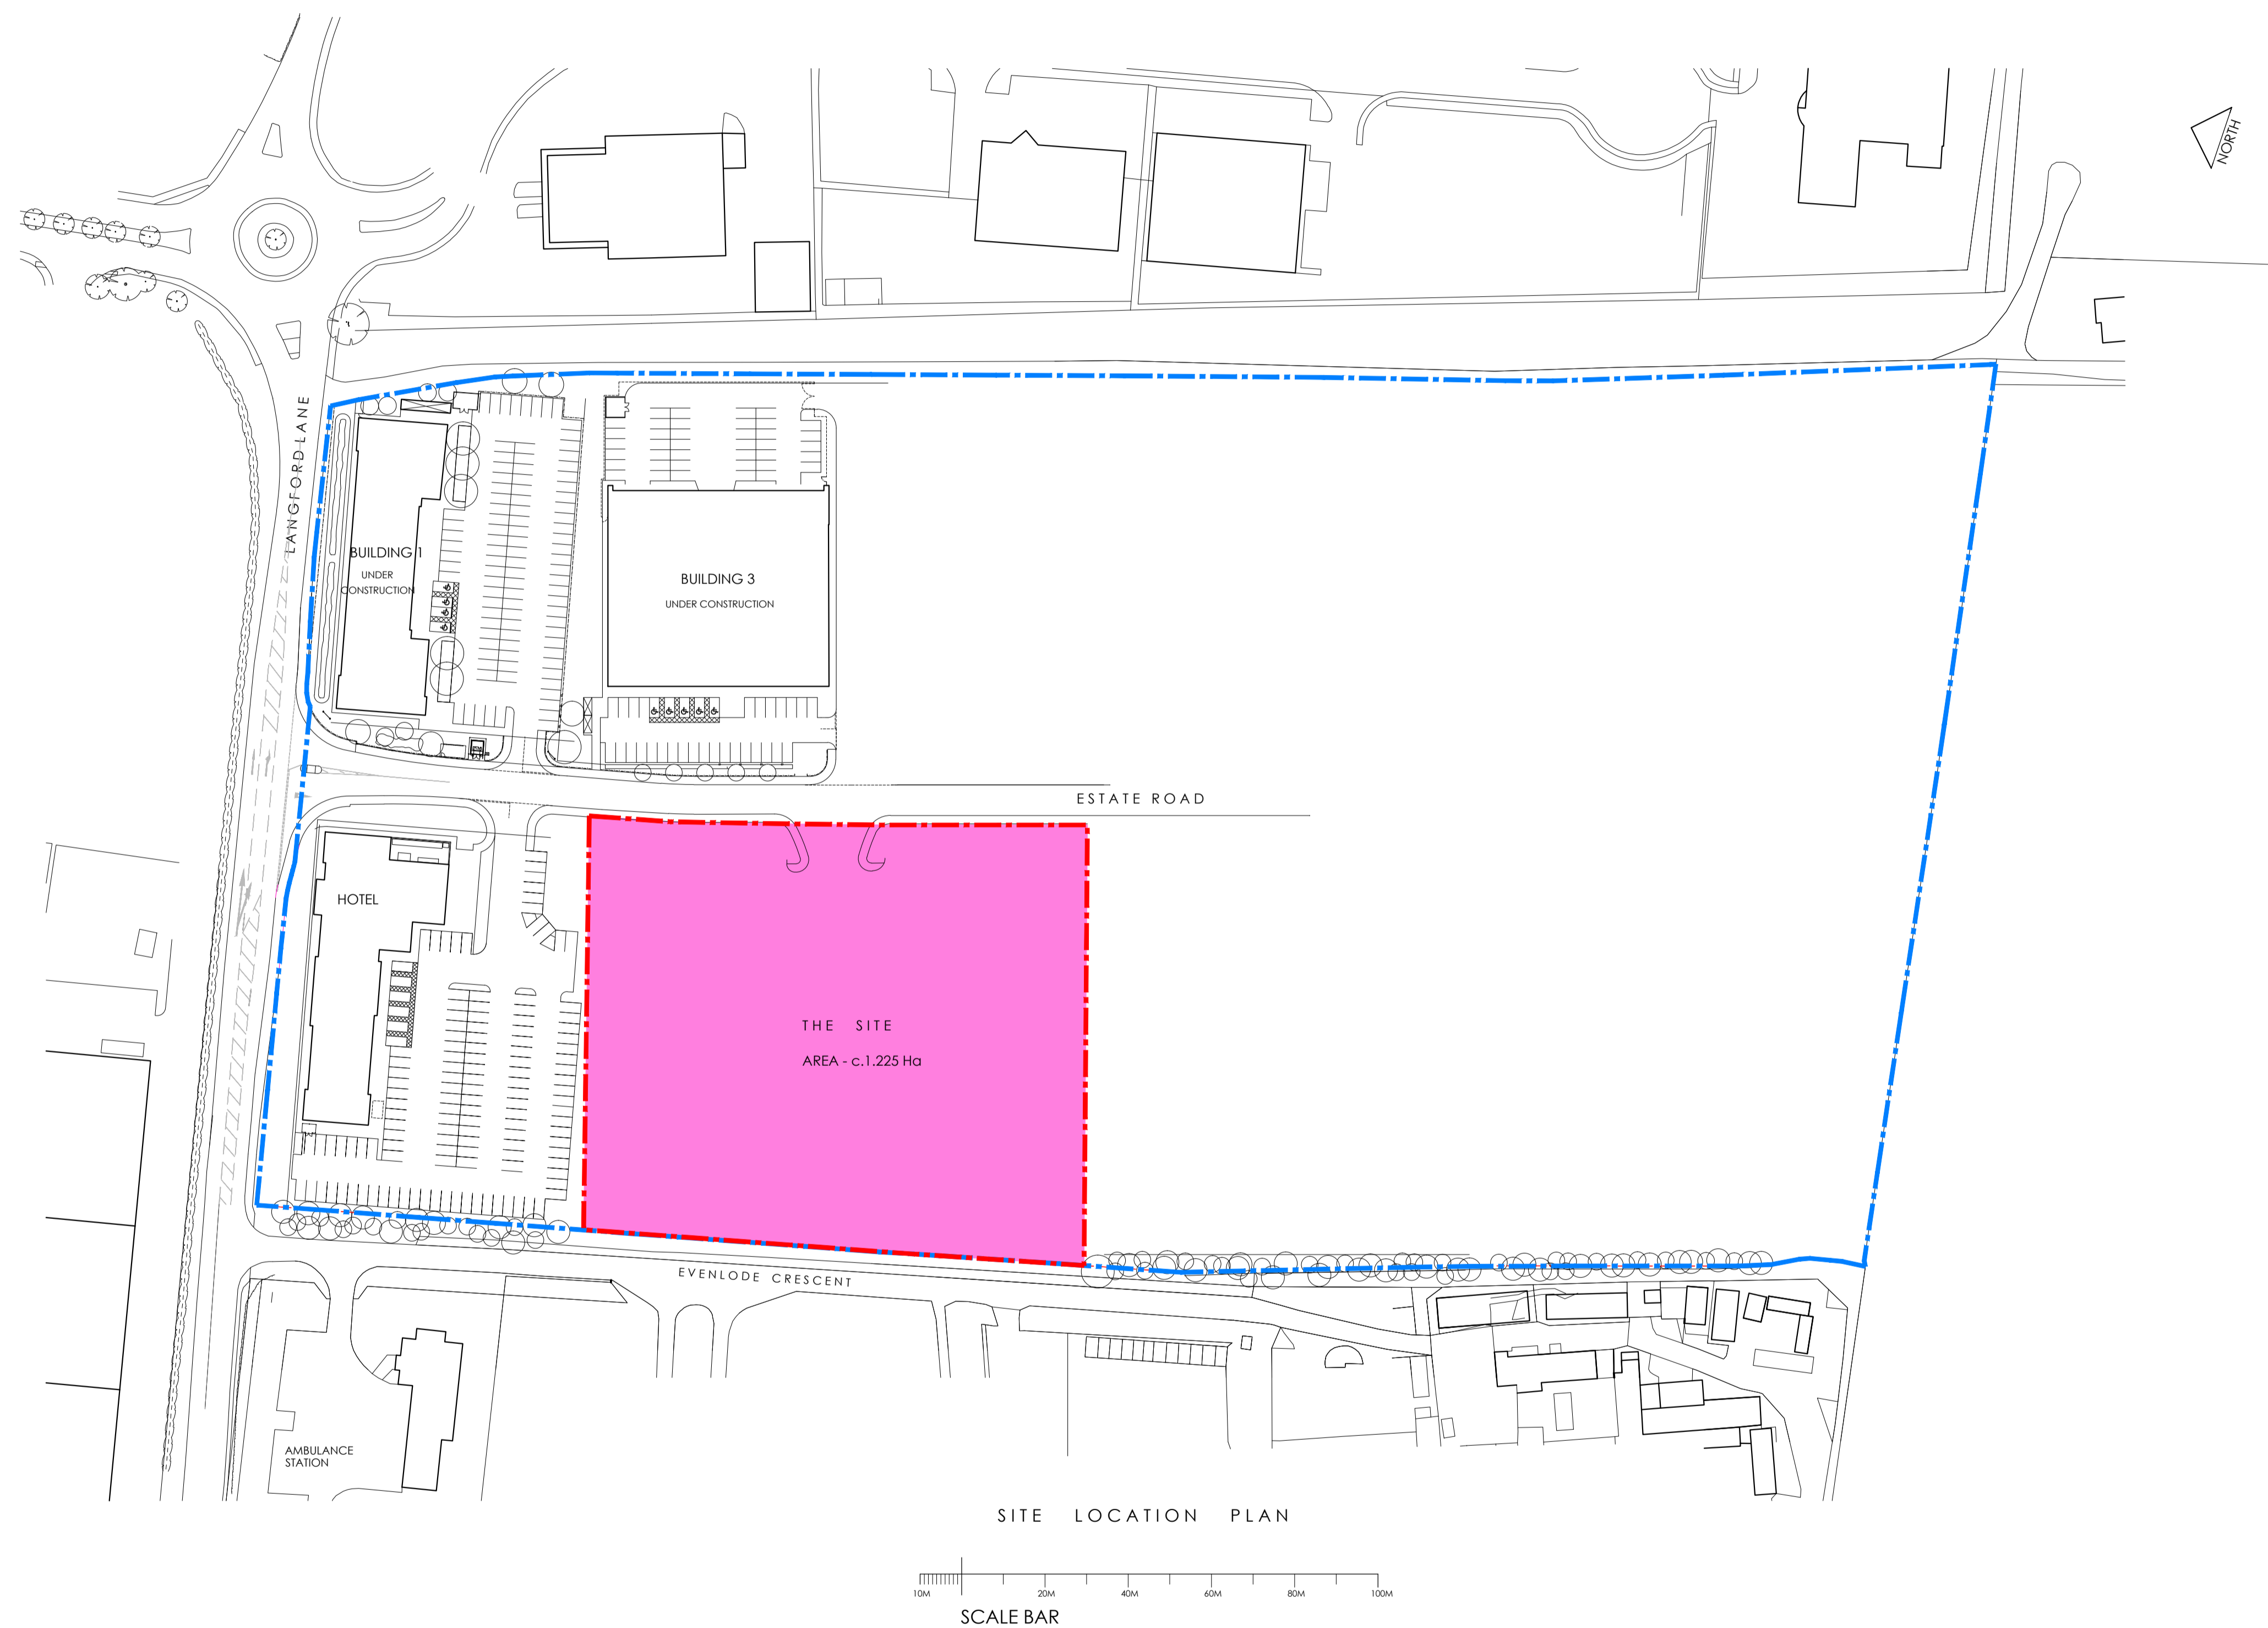 NORTH
LANGFORD LANE
BUILDING 1
UNDER
CONSTRUCTION
BUILDING 3
UNDER CONSTRUCTION
ESTATE ROAD
HOTEL
THE SITE
AREA - c.1.225 Ha
EVENLODE CRESCENT
AMBULANCE
STATION
SITE LOCATION PLAN
10M 20M 40M 60M 80M 100M
SCALE BAR